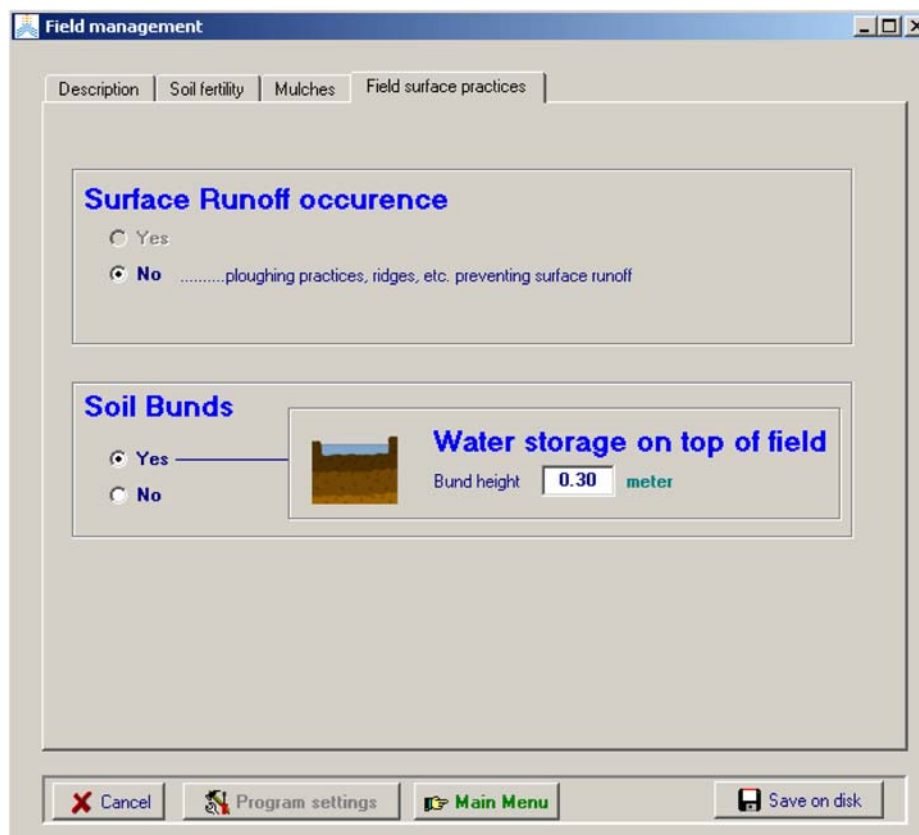 Field management
Description Soil fertility Mulches Field surface practices
Surface Runoff occurence
Yes
No ..........ploughing practices, ridges, etc. preventing surface runoff
Soil Bunds
Yes
No
Water storage on top of field
Bund height 0.30 meter
Cancel Program settings Main Menu Save on disk